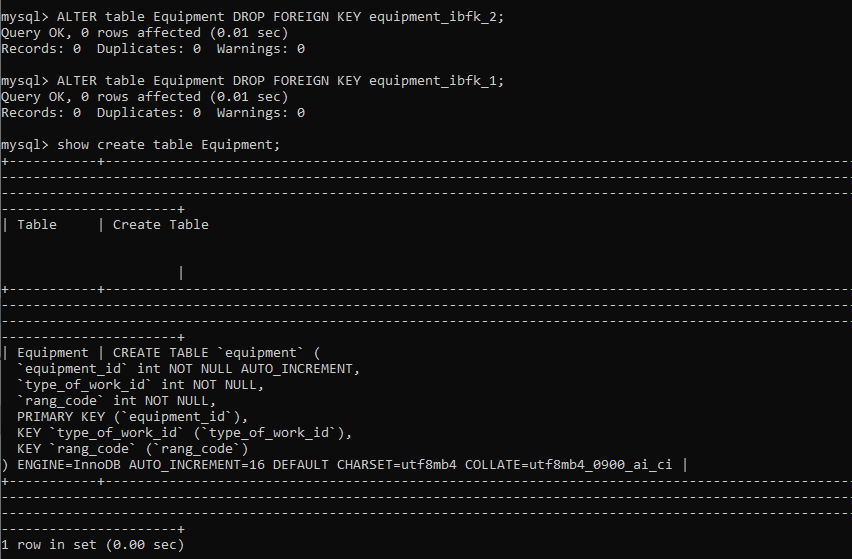 mysql> ALTER table Equipment DROP FOREIGN KEY equipment_ibfk_2;
Query OK, 0 rows affected (0.01 sec)
Records: 0  Duplicates: 0  Warnings: 0
mysql> ALTER table Equipment DROP FOREIGN KEY equipment_ibfk_1;
Query OK, 0 rows affected (0.01 sec)
Records: 0  Duplicates: 0  Warnings: 0
mysql> show create table Equipment;
+-----------+----------------------------------------------------------------------------------------------
-----------------------------------------------------------------------------------------------------------
-----------------------------------------------------------------------------------------------------------
----------------------+
| Table     | Create Table
                      |
+-----------+----------------------------------------------------------------------------------------------
-----------------------------------------------------------------------------------------------------------
-----------------------------------------------------------------------------------------------------------
----------------------+
| Equipment | CREATE TABLE `equipment` (
  `equipment_id` int NOT NULL AUTO_INCREMENT,
  `type_of_work_id` int NOT NULL,
  `rang_code` int NOT NULL,
  PRIMARY KEY (`equipment_id`),
  KEY `type_of_work_id` (`type_of_work_id`),
  KEY `rang_code` (`rang_code`)
) ENGINE=InnoDB AUTO_INCREMENT=16 DEFAULT CHARSET=utf8mb4 COLLATE=utf8mb4_0900_ai_ci |
+-----------+----------------------------------------------------------------------------------------------
-----------------------------------------------------------------------------------------------------------
-----------------------------------------------------------------------------------------------------------
----------------------+
1 row in set (0.00 sec)